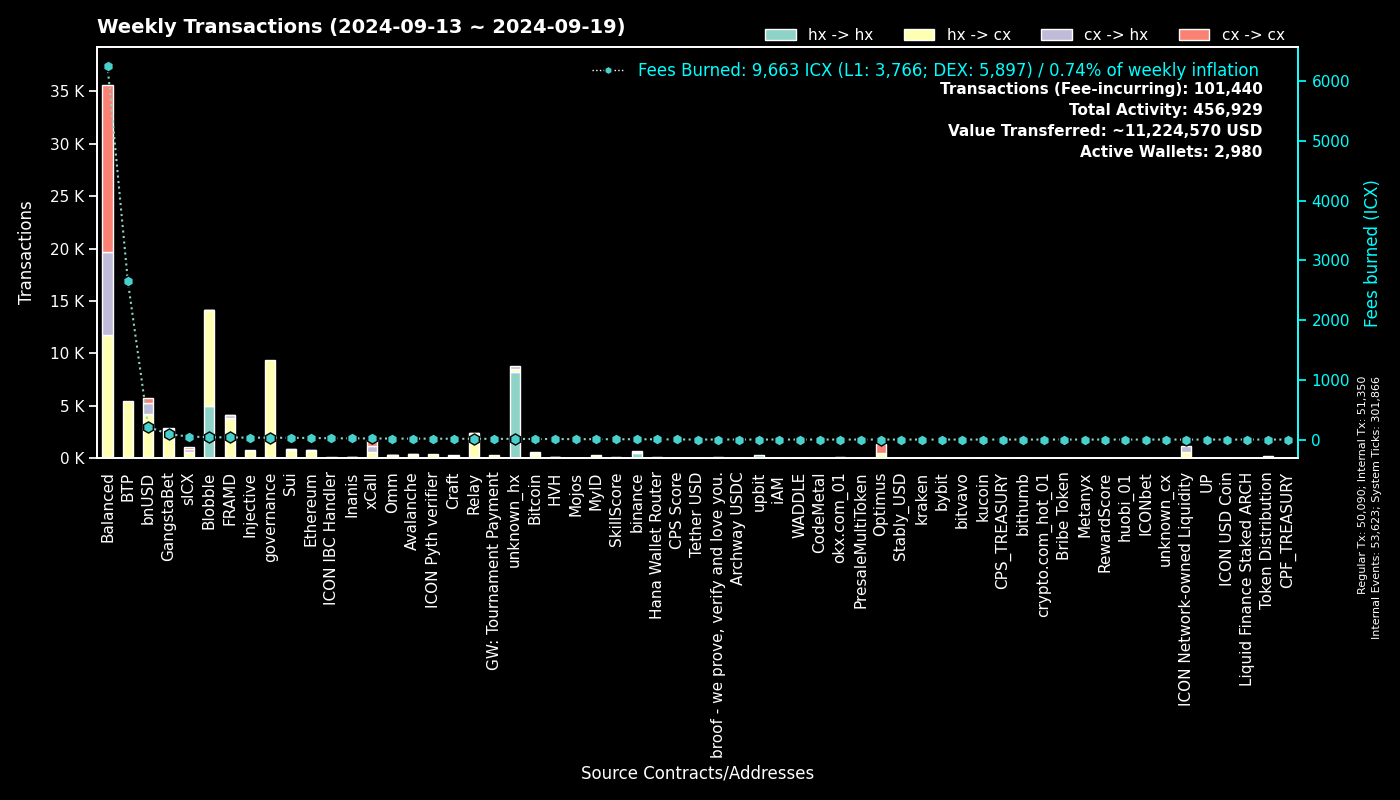 Weekly Transactions (2024-09-13 ~ 2024-09-19)
hx -> hx
hx -> cx
cx -> hx
cx -> cx
Fees Burned: 9,663 ICX (L1: 3,766; DEX: 5,897) / 0.74% of weekly inflation
Transactions (Fee-incurring): 101,440
Total Activity: 456,929
Value Transferred: ~11,224,570 USD
Active Wallets: 2,980
Transactions
35 K
30 K
25 K
20 K
15 K
10 K
5 K
0 K
6000
5000
4000
3000
2000
1000
0
Fees burned (ICX)
Regular Tx: 50,090; Internal Tx: 51,350
Internal Events: 53,623; System Ticks: 301,866
Balanced
BTP
bnUSD
GangstaBet
sICX
Blobble
FRAMD
Injective
governance
Sui
Ethereum
ICON IBC Handler
Inanis
xCall
Omm
Avalanche
ICON Pyth verifier
Craft
Relay
GW: Tournament Payment
unknown_hx
Bitcoin
HVH
Mojos
MyID
SkillScore
binance
Hana Wallet Router
CPS Score
Tether USD
broof - we prove, verify and love you.
Archway USDC
upbit
iAM
WADDLE
CodeMetal
okx.com_01
PresaleMultiToken
Optimus
Stably_USD
kraken
bybit
bitvavo
kucoin
CPS_TREASURY
bithumb
crypto.com_hot_01
Bribe Token
Metanyx
RewardScore
huobi_01
ICONbet
unknown_cx
ICON Network-owned Liquidity
UP
ICON USD Coin
Liquid Finance Staked ARCH
Token Distribution
CPF_TREASURY
Source Contracts/Addresses